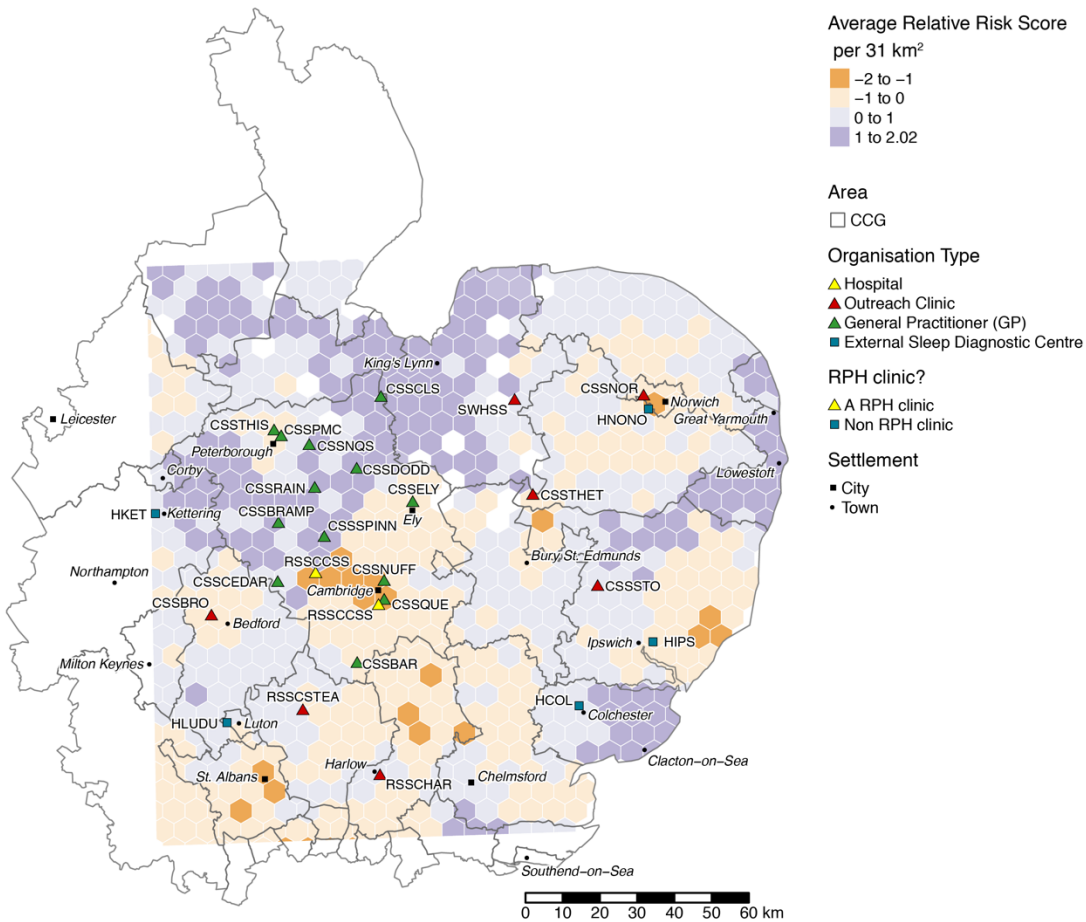 Average Relative Risk Score
per 31 km²
−2 to −1
−1 to 0
0 to 1
1 to 2.02
Area
CCG
Organisation Type
Hospital
Outreach Clinic
General Practitioner (GP)
External Sleep Diagnostic Centre
RPH clinic?
A RPH clinic
Non RPH clinic
Settlement
City
Town
King's Lynn
CSSCLS
SWHSS
CSSNOR
Norwich
HNONO
Great Yarmouth
Leicester
CSSTHIS
CSSPMC
Peterborough
CSSNQS
Lowestoft
CSSDODD
Corby
CSSRAIN
CSSELY
CSSTHET
HKET
Kettering
CSSBRAMP
Ely
CSSSPINN
Bury St. Edmunds
RSSCCSS
CSSNUFF
Northampton
CSSCEDAR
Cambridge
CSSSTO
CSSBRO
RSSCCSS
CSSQUE
Bedford
Ipswich
HIPS
Milton Keynes
CSSBAR
RSSCSTEA
HCOL
Colchester
HLUDU
Luton
Clacton−on−Sea
Harlow
St. Albans
RSSCHAR
Chelmsford
Southend−on−Sea
0 10 20 30 40 50 60 km